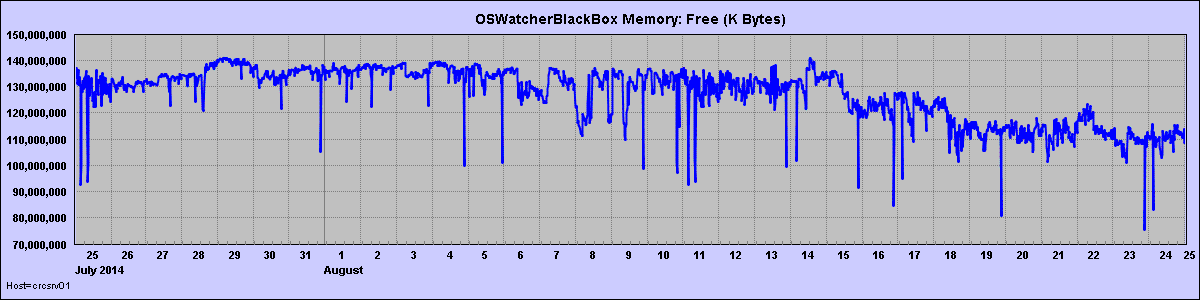 OSWatcherBlackBox Memory: Free (K Bytes)
150,000,000
140,000,000
130,000,000
120,000,000
110,000,000
100,000,000
90,000,000
80,000,000
70,000,000
25 26 27 28 29 30 31 1 2 3 4 5 6 7 8 9 10 11 12 13 14 15 16 17 18 19 20 21 22 23 24 25
July 2014 August
Host=crcsrv01